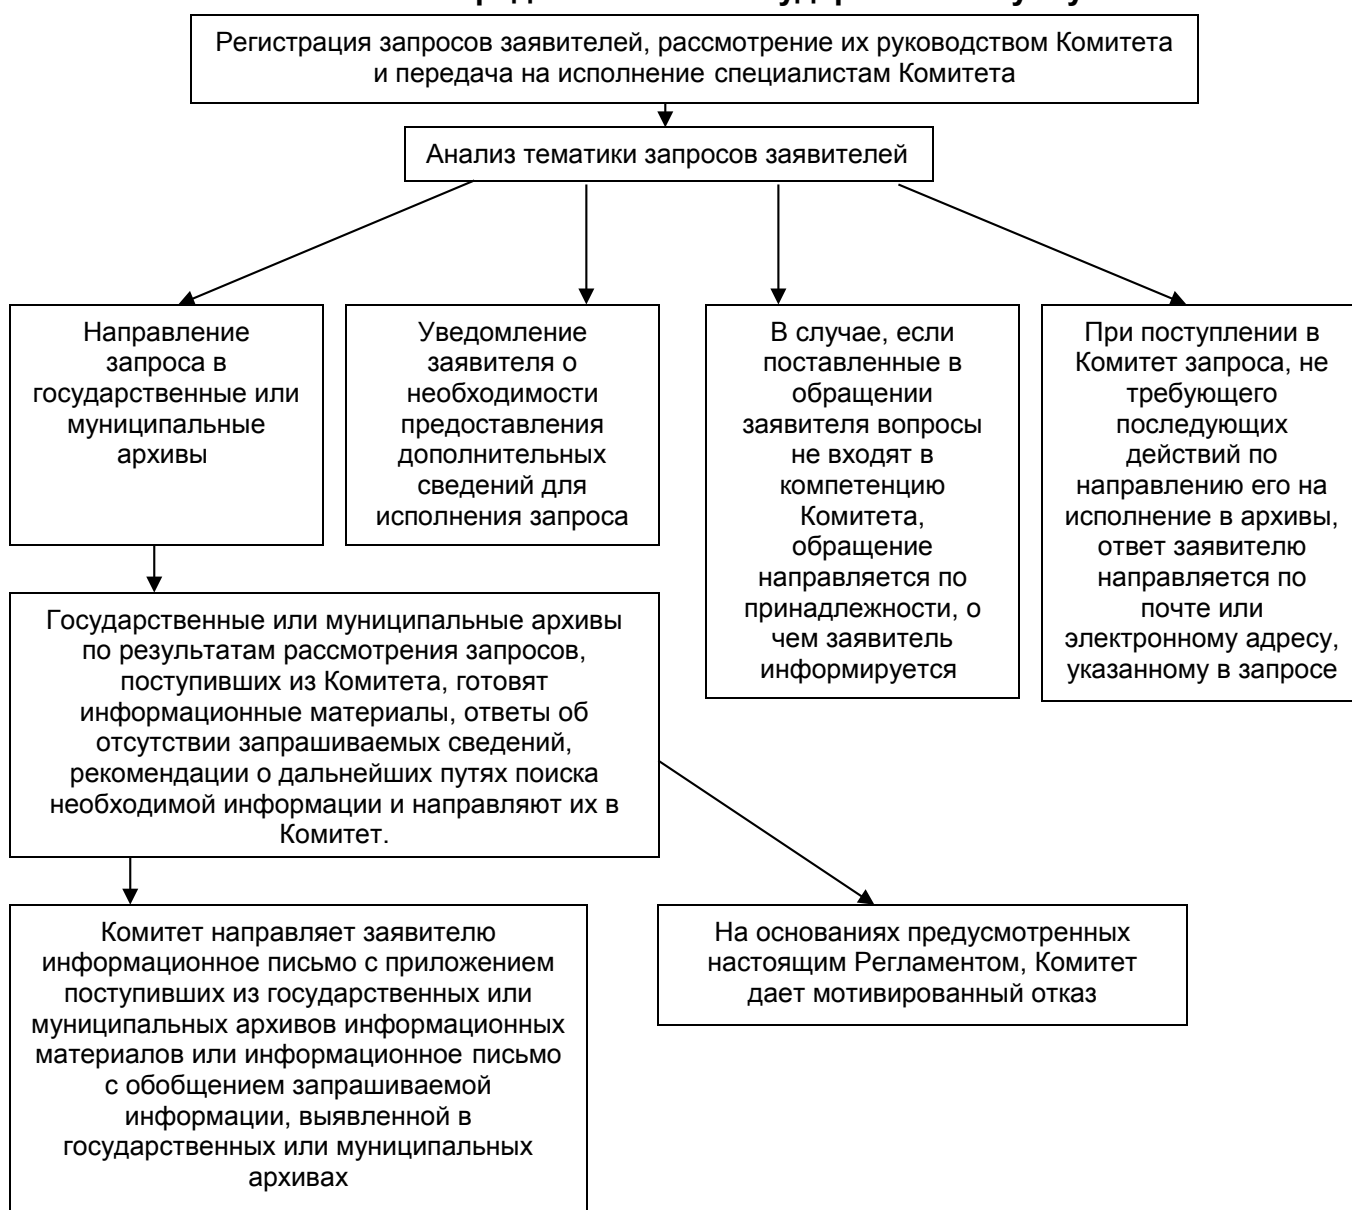 Регистрация запросов заявителей, рассмотрение их руководством Комитета
и передача на исполнение специалистам Комитета
Анализ тематики запросов заявителей
Направление
запроса в
государственные или
муниципальные
архивы
Уведомление
заявителя о
необходимости
предоставления
дополнительных
сведений для
исполнения запроса
В случае, если
поставленные в
обращении
заявителя вопросы
не входят в
компетенцию
Комитета,
обращение
направляется по
принадлежности, о
чем заявитель
информируется
При поступлении в
Комитет запроса, не
требующего
последующих
действий по
направлению его на
исполнение в архивы,
ответ заявителю
направляется по
почте или
электронному адресу,
указанному в запросе
Государственные или муниципальные архивы
по результатам рассмотрения запросов,
поступивших из Комитета, готовят
информационные материалы, ответы об
отсутствии запрашиваемых сведений,
рекомендации о дальнейших путях поиска
необходимой информации и направляют их в
Комитет.
Комитет направляет заявителю
информационное письмо с приложением
поступивших из государственных или
муниципальных архивов информационных
материалов или информационное письмо
с обобщением запрашиваемой
информации, выявленной в
государственных или муниципальных
архивах
На основаниях предусмотренных
настоящим Регламентом, Комитет
дает мотивированный отказ